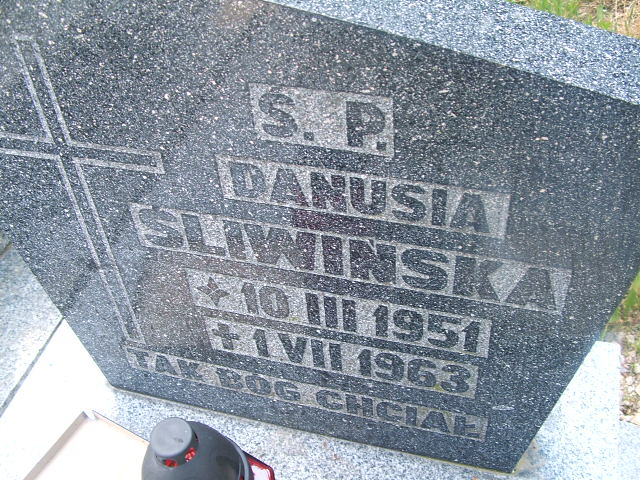 Ś. P.
DANUSIA
ŚLIWIŃSKA
★ 10 III 1951
+ 1 VII 1963
TAK BÓG CHCIAŁ